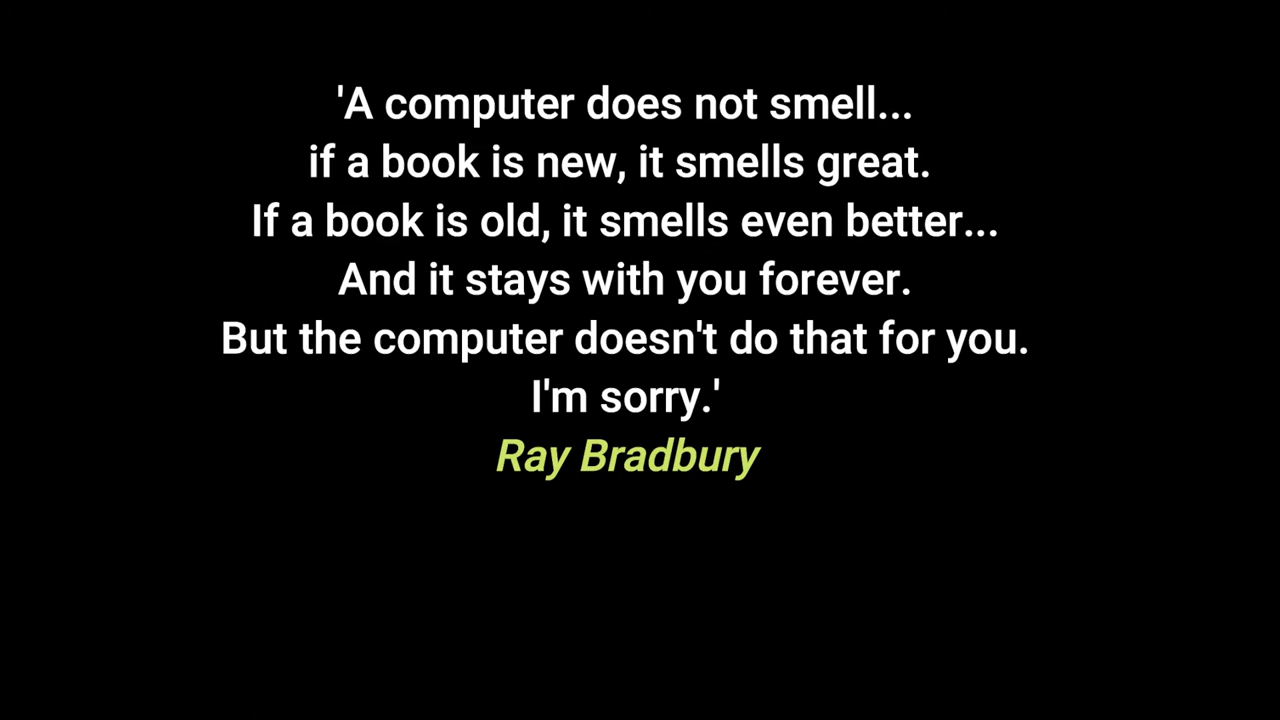 'A computer does not smell...
if a book is new, it smells great.
If a book is old, it smells even better...
And it stays with you forever.
But the computer doesn't do that for you.
I'm sorry.'
Ray Bradbury